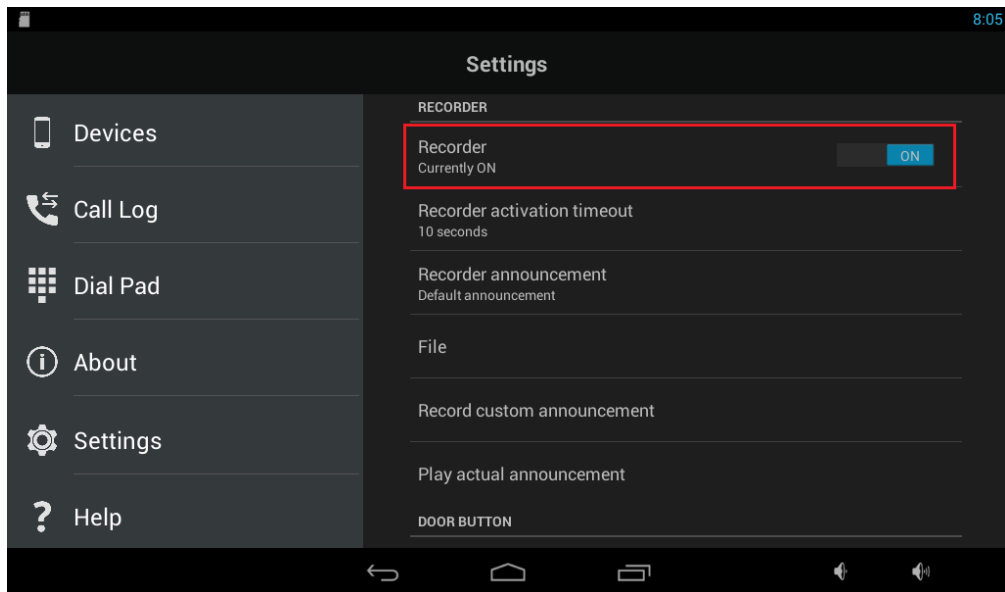 8:05
Settings
Devices
Call Log
Dial Pad
About
Settings
Help
RECORDER
Recorder
Currently ON
ON
Recorder activation timeout
10 seconds
Recorder announcement
Default announcement
File
Record custom announcement
Play actual announcement
DOOR BUTTON